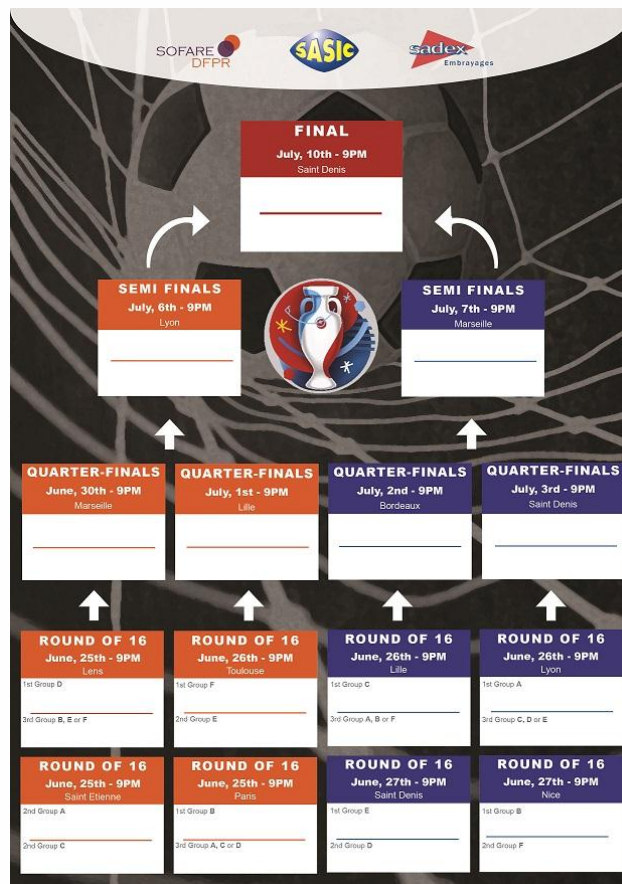 SOFARE
DFPR
SASIC
sadex
Embrayages
FINAL
July, 10th - 9PM
Saint Denis
SEMI FINALS
July, 6th - 9PM
Lyon
SEMI FINALS
July, 7th - 9PM
Marseille
QUARTER-FINALS
June, 30th - 9PM
Marseille
QUARTER-FINALS
July, 1st - 9PM
Lille
QUARTER-FINALS
July, 2nd - 9PM
Bordeaux
QUARTER-FINALS
July, 3rd - 9PM
Saint Denis
ROUND OF 16
June, 25th - 9PM
Lens
1st Group D
3rd Group B, E or F
ROUND OF 16
June, 26th - 9PM
Toulouse
1st Group F
2nd Group E
ROUND OF 16
June, 26th - 9PM
Lille
1st Group C
3rd Group A, B or F
ROUND OF 16
June, 26th - 9PM
Lyon
1st Group A
3rd Group C, D or E
ROUND OF 16
June, 25th - 9PM
Saint Etienne
2nd Group A
2nd Group C
ROUND OF 16
June, 25th - 9PM
Paris
1st Group B
3rd Group A, C or D
ROUND OF 16
June, 27th - 9PM
Saint Denis
1st Group E
2nd Group D
ROUND OF 16
June, 27th - 9PM
Nice
1st Group B
2nd Group F